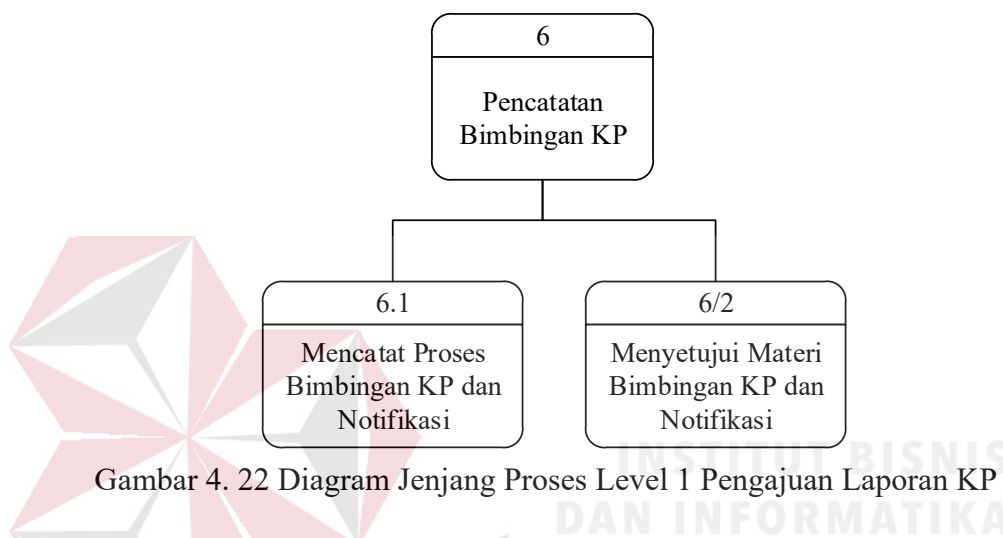 6
Pencatatan
Bimbingan KP
6.1
Mencatat Proses
Bimbingan KP dan
Notifikasi
6/2
Menyetujui Materi
Bimbingan KP dan
Notifikasi
INSTITUT BISNIS
Gambar 4. 22 Diagram Jenjang Proses Level 1 Pengajuan Laporan KP
DAN INFORMATIKA